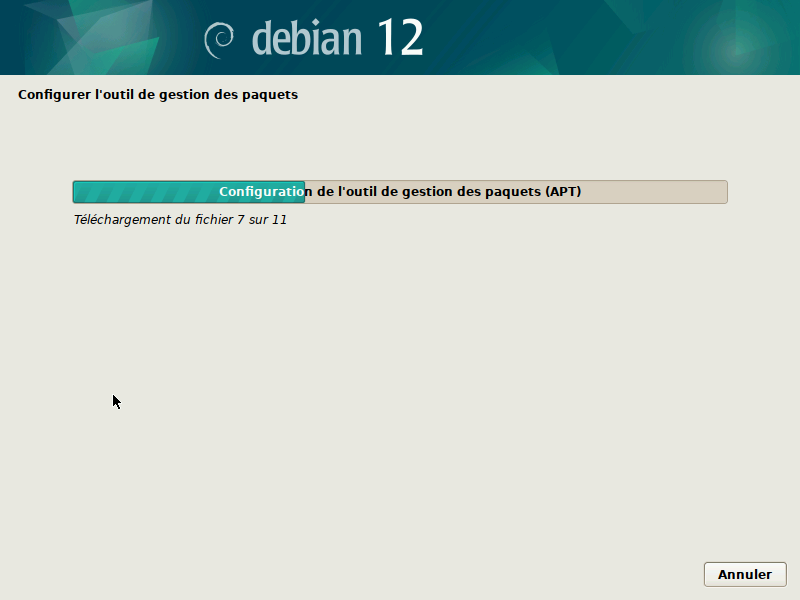 debian 12
Configurer l'outil de gestion des paquets
Configuration de l'outil de gestion des paquets (APT)
Téléchargement du fichier 7 sur 11
Annuler